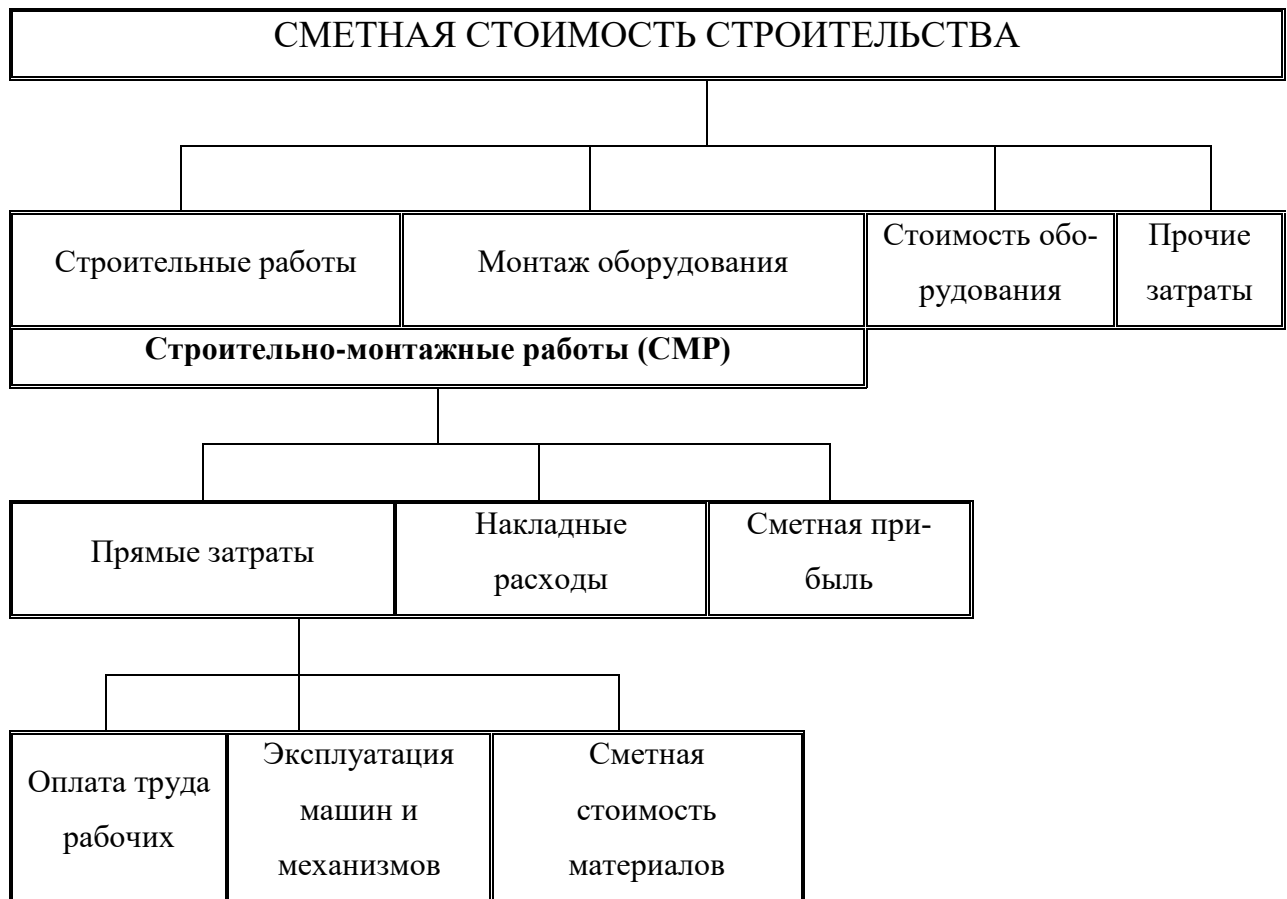 СМЕТНАЯ СТОИМОСТЬ СТРОИТЕЛЬСТВА
Строительные работы
Монтаж оборудования
Стоимость обо-
рудования
Прочие
затраты
Строительно-монтажные работы (СМР)
Прямые затраты
Накладные
расходы
Сметная при-
быль
Оплата труда
рабочих
Эксплуатация
машин и
механизмов
Сметная
стоимость
материалов